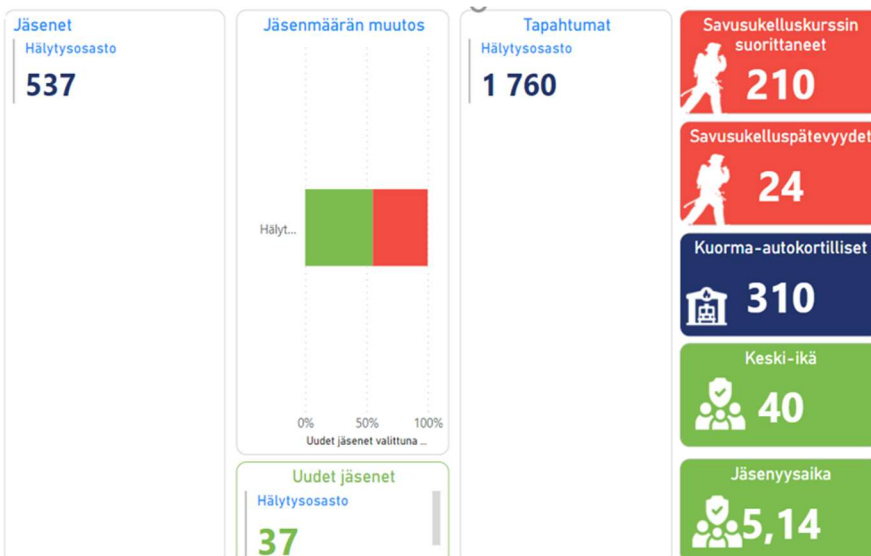 Jäsenet
Hälytysosasto
537
Jäsenmäärän muutos
Hälyt...
0% 50% 100%
Uudet jäsenet valittuna ...
Uudet jäsenet
Hälytysosasto
37
Tapahtumat
Hälytysosasto
1 760
Savusukelluskurssin
suorittaneet
210
Savusukelluspätevyydet
24
Kuorma-autokortilliset
310
Keski-ikä
40
Jäsenyysaika
5,14